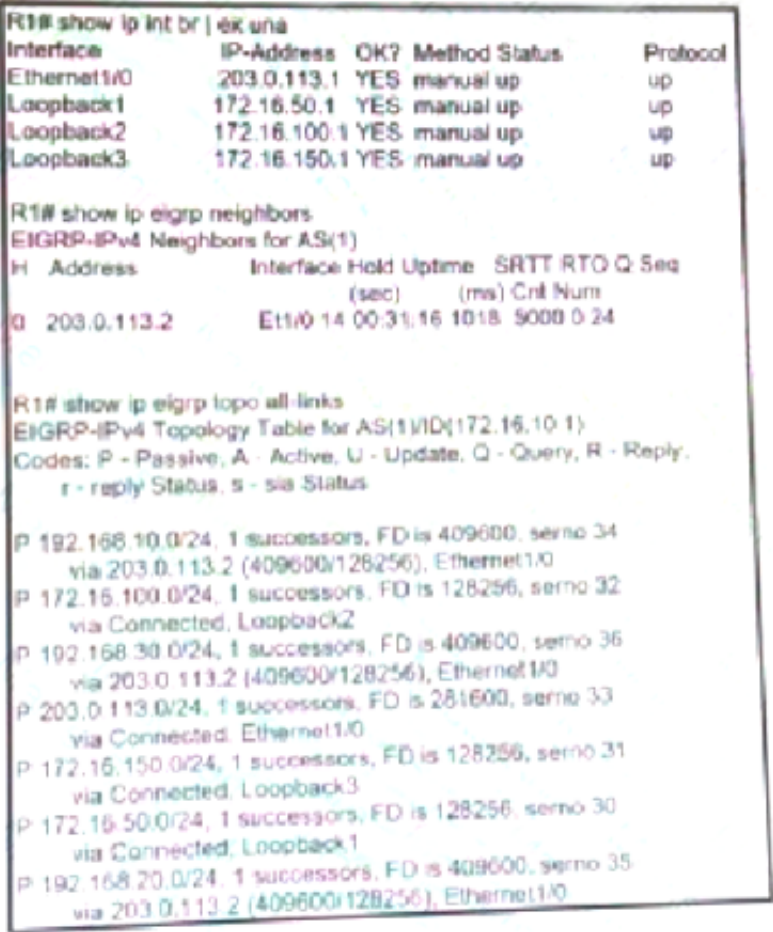 R1# show ip int br | ex una
Interface IP-Address OK? Method Status Protocol
Ethernet1/0 203.0.113.1 YES manual up up
Loopback1 172.16.50.1 YES manual up up
Loopback2 172.16.100.1 YES manual up up
Loopback3 172.16.150.1 YES manual up up
R1# show ip eigrp neighbors
EIGRP-IPv4 Neighbors for AS(1)
H Address Interface Hold Uptime SRTT RTO Q Seq
(sec) (ms) Cnt Num
0 203.0.113.2 Et1/0 14 00:31:16 1018 5000 0 24
R1# show ip eigrp topo all-links
EIGRP-IPv4 Topology Table for AS(1)/ID(172.16.10.1)
Codes: P - Passive, A - Active, U - Update, Q - Query, R - Reply,
r - reply Status, s - sia Status
P 192.168.10.0/24, 1 successors, FD is 409600, serno 34
via 203.0.113.2 (409600/128256), Ethernet1/0
P 172.16.100.0/24, 1 successors, FD is 128256, serno 32
via Connected, Loopback2
P 192.168.30.0/24, 1 successors, FD is 409600, serno 36
via 203.0.113.2 (409600/128256), Ethernet1/0
P 203.0.113.0/24, 1 successors, FD is 281600, serno 33
via Connected, Ethernet1/0
P 172.16.150.0/24, 1 successors, FD is 128256, serno 31
via Connected, Loopback3
P 172.16.50.0/24, 1 successors, FD is 128256, serno 30
via Connected, Loopback1
P 192.168.20.0/24, 1 successors, FD is 409600, serno 35
via 203.0.113.2 (409600/128256), Ethernet1/0